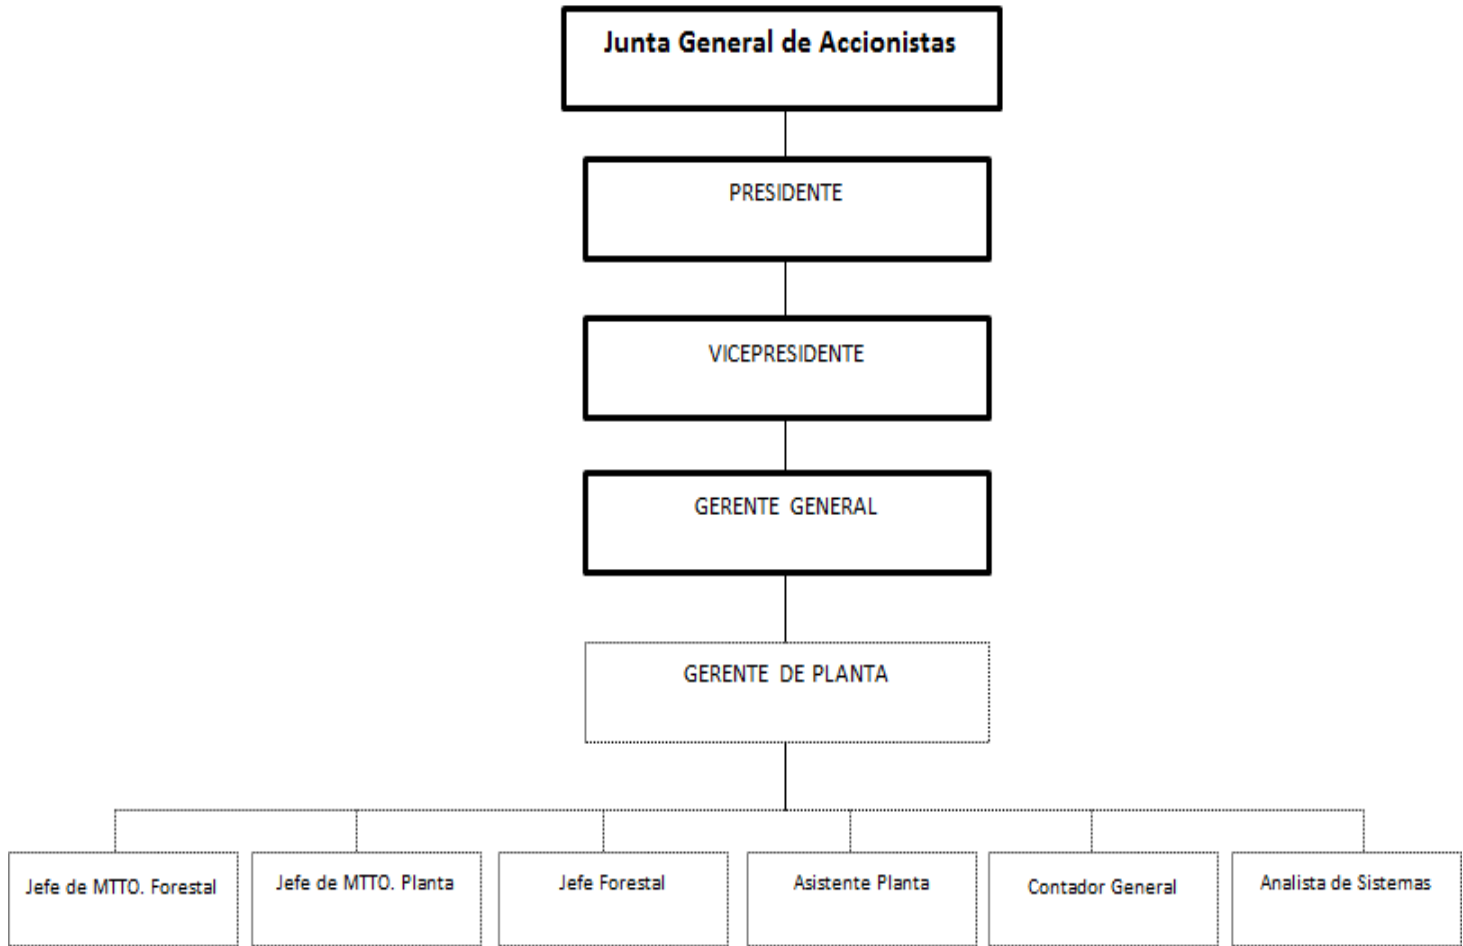 Junta General de Accionistas
PRESIDENTE
VICEPRESIDENTE
GERENTE GENERAL
GERENTE DE PLANTA
Jefe de MTTO. Forestal
Jefe de MTTO. Planta
Jefe Forestal
Asistente Planta
Contador General
Analista de Sistemas